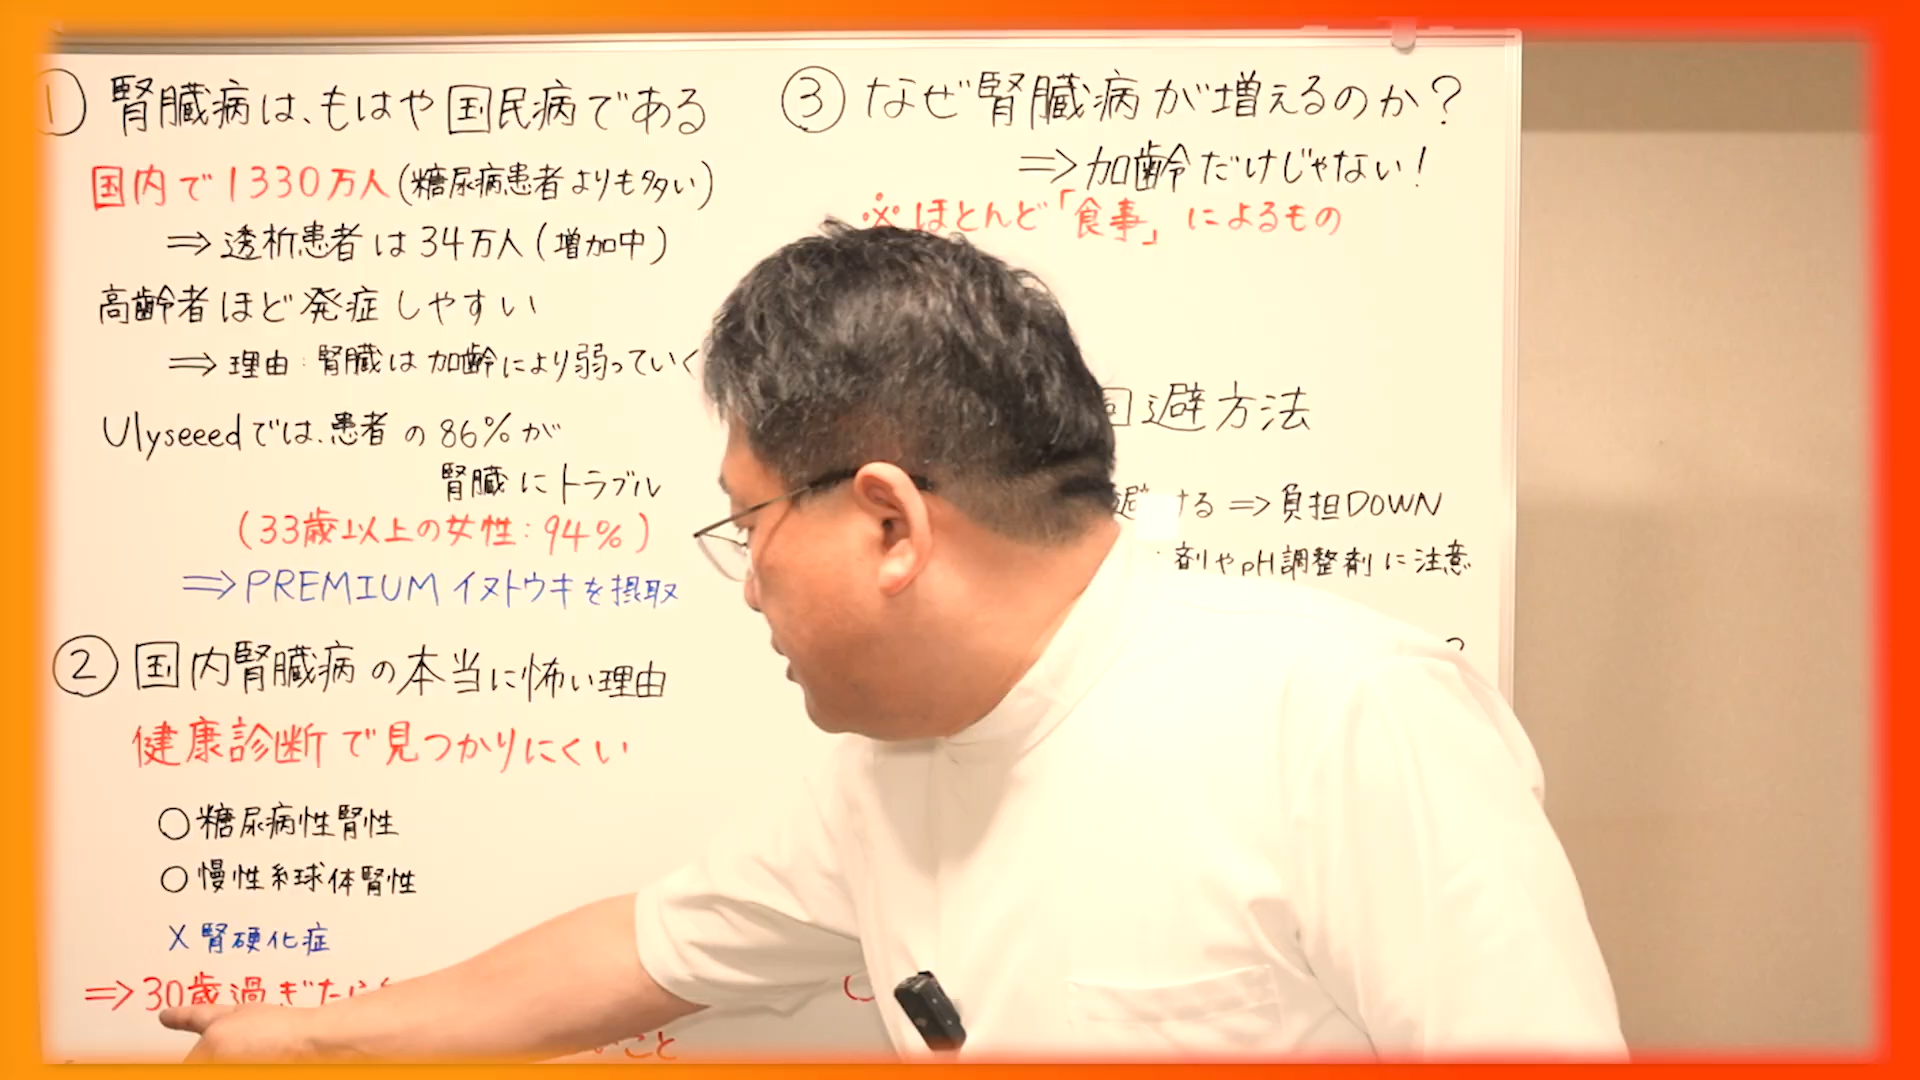 ① 腎臓病は、もはや国民病である
国内で1330万人(糖尿病患者よりも多い)
⇒透析患者は34万人(増加中)
高齢者ほど発症しやすい
⇒理由:腎臓は加齢により弱っていく
Ulyseeedでは、患者の86%が
腎臓にトラブル
(33歳以上の女性:94%)
⇒PREMIUMイヌトウキを摂取
② 国内腎臓病の本当に怖い理由
健康診断で見つかりにくい
○糖尿病性腎性
○慢性糸球体腎性
×腎硬化症
⇒30歳過ぎたら
こと
③ なぜ腎臓病が増えるのか?
⇒加齢だけじゃない!
※ほとんど「食事」によるもの
回避方法
避ける⇒負担DOWN
剤やpH調整剤に注意